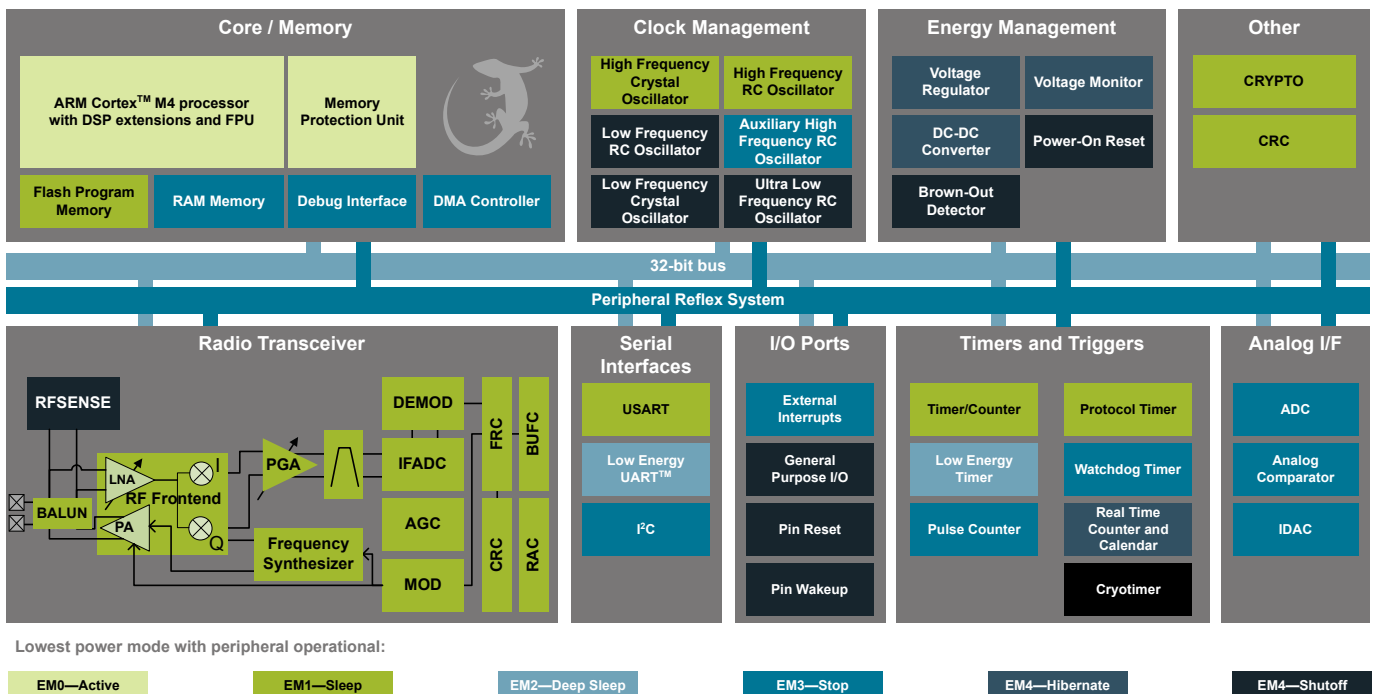 Core / Memory
ARM Cortex™ M4 processor
with DSP extensions and FPU
Memory
Protection Unit
Flash Program
Memory
RAM Memory
Debug Interface
DMA Controller
Clock Management
High Frequency
Crystal
Oscillator
High Frequency
RC Oscillator
Low Frequency
RC Oscillator
Auxiliary High
Frequency RC
Oscillator
Low Frequency
Crystal
Oscillator
Ultra Low
Frequency RC
Oscillator
Energy Management
Voltage
Regulator
Voltage Monitor
DC-DC
Converter
Power-On Reset
Brown-Out
Detector
Other
CRYPTO
CRC
32-bit bus
Peripheral Reflex System
Radio Transceiver
RFSENSE
LNA
RF Frontend
I
BALUN
PA
Q
PGA
Frequency
Synthesizer
DEMOD
IFADC
AGC
MOD
FRC
BUFC
CRC
RAC
Serial
Interfaces
USART
Low Energy
UART™
I²C
I/O Ports
External
Interrupts
General
Purpose I/O
Pin Reset
Pin Wakeup
Timers and Triggers
Timer/Counter
Protocol Timer
Low Energy
Timer
Watchdog Timer
Pulse Counter
Real Time
Counter and
Calendar
Cryotimer
Analog I/F
ADC
Analog
Comparator
IDAC
Lowest power mode with peripheral operational:
EM0—Active
EM1—Sleep
EM2—Deep Sleep
EM3—Stop
EM4—Hibernate
EM4—Shutoff